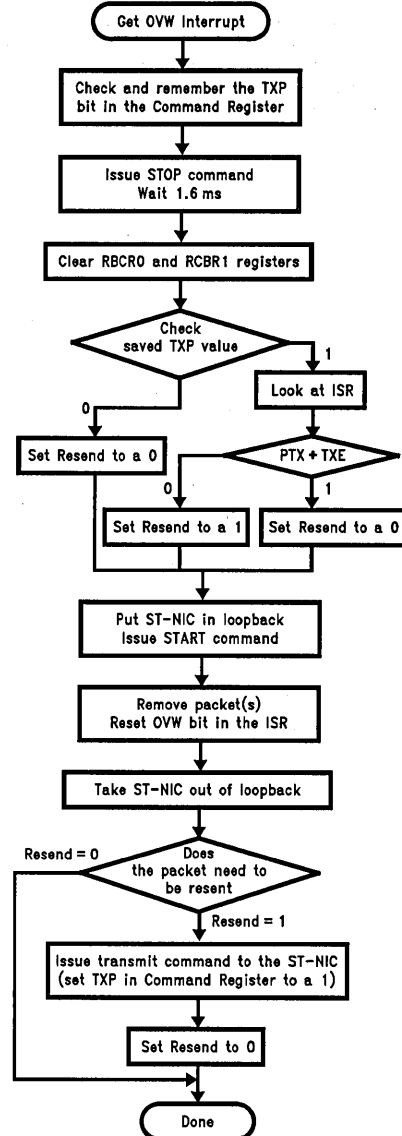 Get OVW Interrupt
Check and remember the TXP
bit in the Command Register
Issue STOP command
Wait 1.6 ms
Clear RBCR0 and RCBR1 registers
Check
saved TXP value
1
Look at ISR
0
Set Resend to a 0
PTX + TXE
0
1
Set Resend to a 1
Set Resend to a 0
Put ST-NIC in loopback
Issue START command
Remove packet(s)
Reset OVW bit in the ISR
Take ST-NIC out of loopback
Resend = 0
Does
the packet need to
be resent
Resend = 1
Issue transmit command to the ST-NIC
(set TXP in Command Register to a 1)
Set Resend to 0
Done